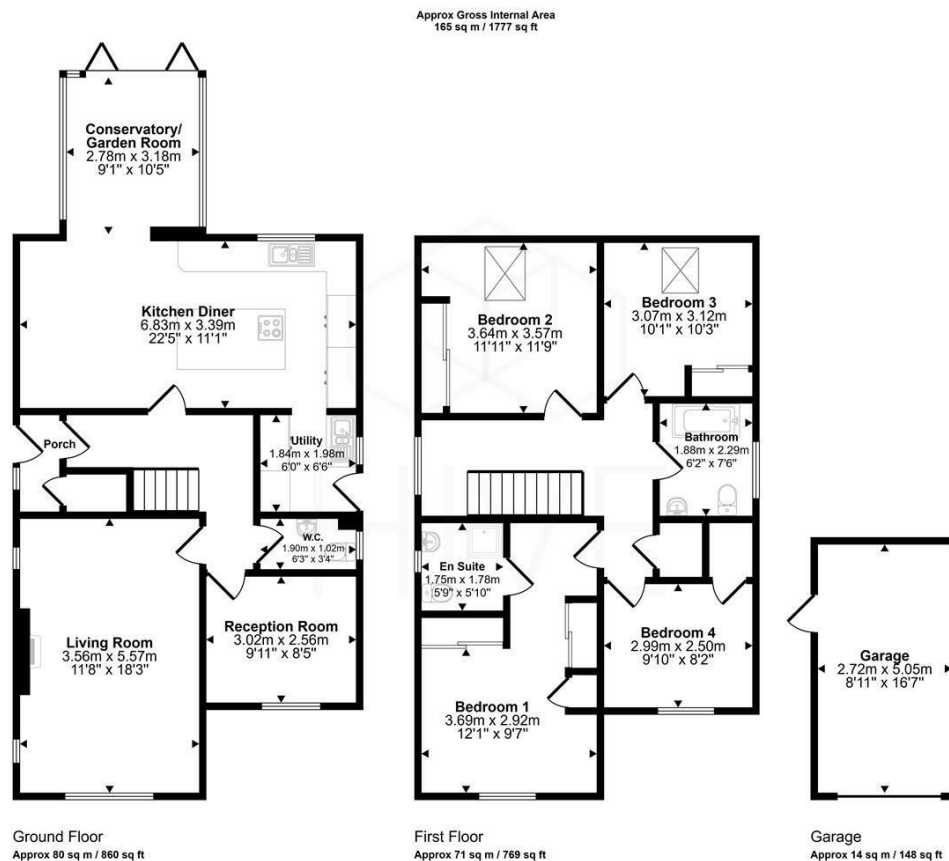 Approx Gross Internal Area
165 sq m / 1777 sq ft
Conservatory/
Garden Room
2.78m x 3.18m
9'1" x 10'5"
Kitchen Diner
6.83m x 3.39m
22'5" x 11'1"
Porch
Utility
1.84m x 1.98m
6'0" x 6'6"
W.C.
1.90m x 1.02m
6'3" x 3'4"
Living Room
3.56m x 5.57m
11'8" x 18'3"
Reception Room
3.02m x 2.56m
9'11" x 8'5"
Ground Floor
Approx 80 sq m / 860 sq ft
Bedroom 2
3.64m x 3.57m
11'11" x 11'9"
Bedroom 3
3.07m x 3.12m
10'1" x 10'3"
Bathroom
1.88m x 2.29m
6'2" x 7'6"
En Suite
1.75m x 1.78m
5'9" x 5'10"
Bedroom 1
3.69m x 2.92m
12'1" x 9'7"
Bedroom 4
2.99m x 2.50m
9'10" x 8'2"
First Floor
Approx 71 sq m / 769 sq ft
Garage
2.72m x 5.05m
8'11" x 16'7"
Garage
Approx 14 sq m / 148 sq ft